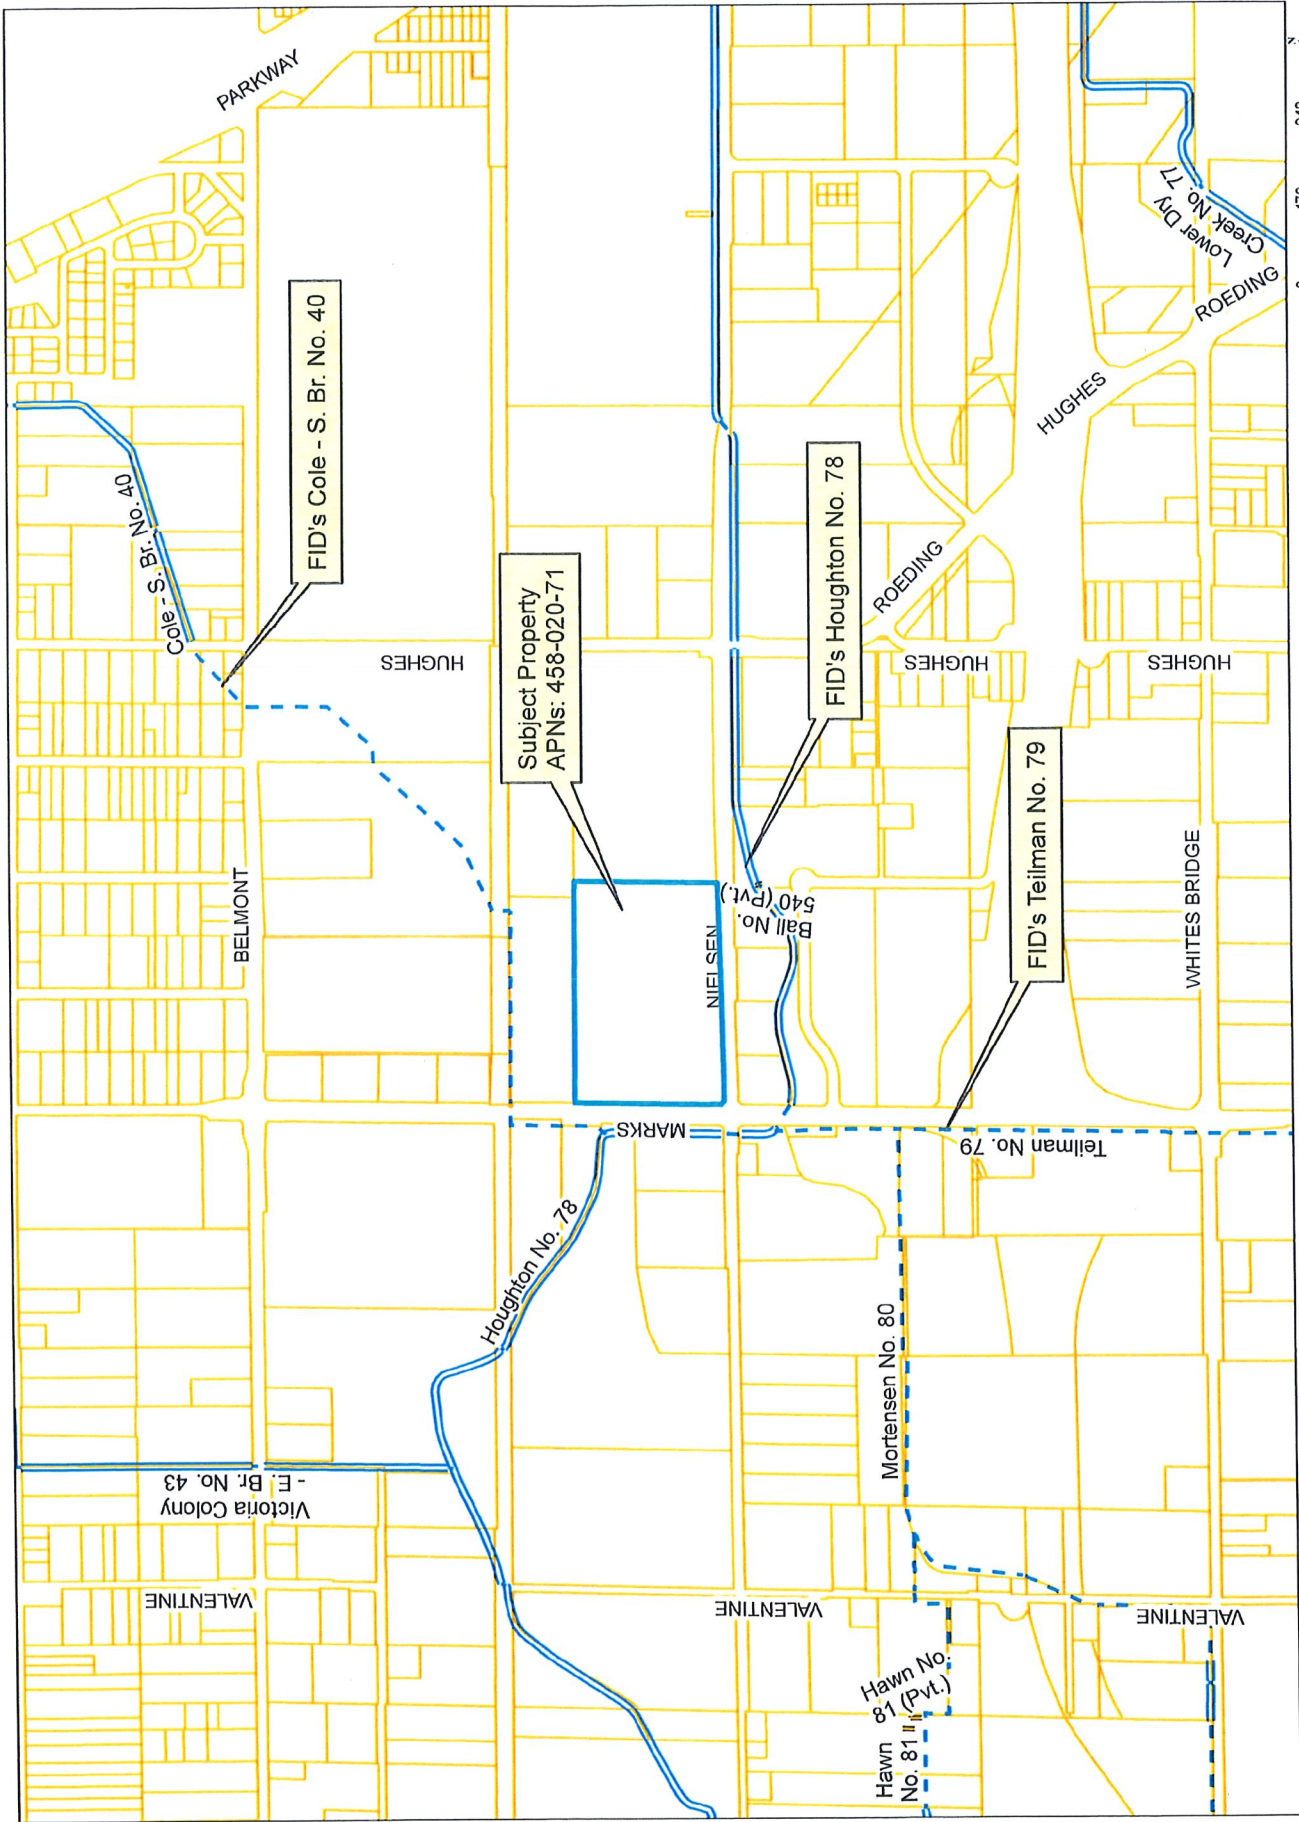 PARKWAY
FID's Cole - S. Br. No. 40
Cole - S. Br. No. 40
HUGHES
BELMONT
Subject Property
APNs: 458-020-71
FID's Houghton No. 78
ROEDING
HUGHES
HUGHES
HUGHES
ROEDING
Lower Dry
Creek No. 77
Ball No.
540 (Pvt.)
NIELSEN
FID's Teilman No. 79
WHITES BRIDGE
MARKS
Teilman No. 79
Houghton No. 78
Mortensen No. 80
Victoria Colony
- E. Br. No. 43
VALENTINE
VALENTINE
VALENTINE
Hawn No.
81 (Pvt.)
Hawn
No. 81